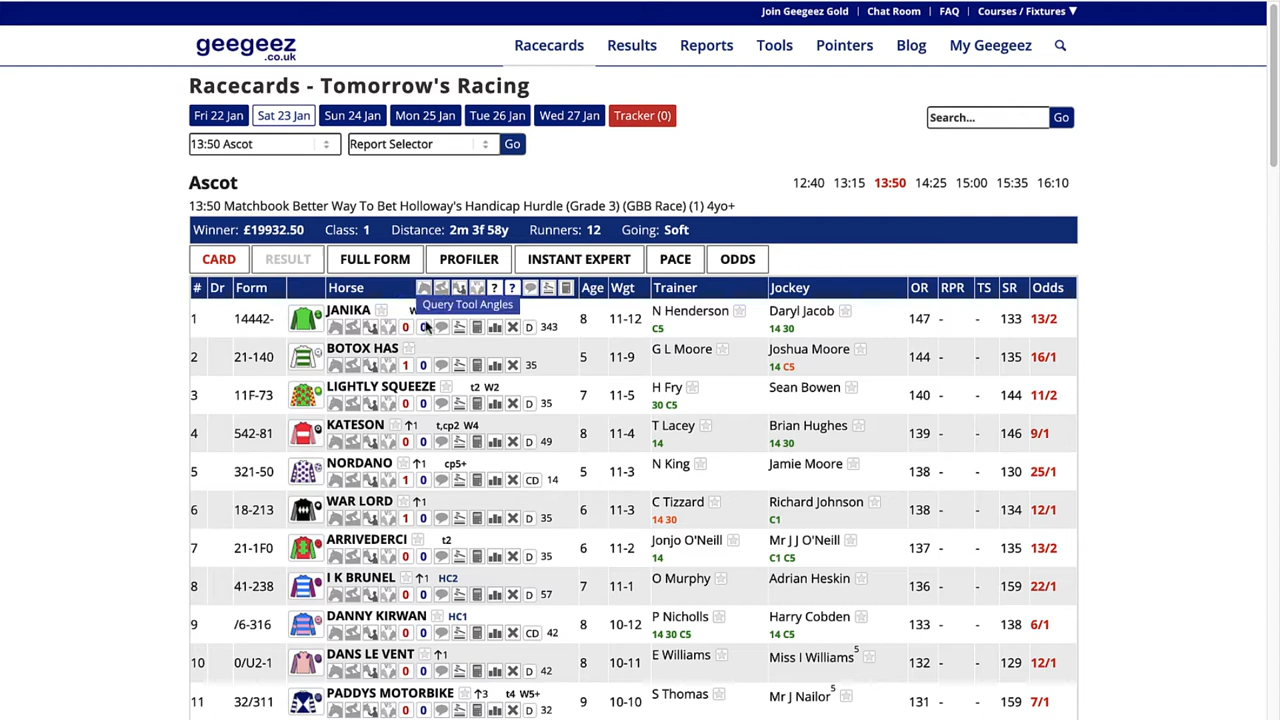 Join Geegeez Gold | Chat Room | FAQ | Courses / Fixtures ▼
geegeez .co.uk Racecards Results Reports Tools Pointers Blog My Geegeez
Racecards - Tomorrow's Racing
Fri 22 Jan Sat 23 Jan Sun 24 Jan Mon 25 Jan Tue 26 Jan Wed 27 Jan Tracker (0) Search... Go
13:50 Ascot Report Selector Go
Ascot 12:40 13:15 13:50 14:25 15:00 15:35 16:10
13:50 Matchbook Better Way To Bet Holloway's Handicap Hurdle (Grade 3) (GBB Race) (1) 4yo+
Winner: £19932.50 Class: 1 Distance: 2m 3f 58y Runners: 12 Going: Soft
CARD RESULT FULL FORM PROFILER INSTANT EXPERT PACE ODDS
# Dr Form Horse ? ? Age Wgt Trainer Jockey OR RPR TS SR Odds
Query Tool Angles
1 14442- JANIKA 8 11-12 N Henderson Daryl Jacob 147 - - 133 13/2
0 0 D 343 C5 14 30
2 21-140 BOTOX HAS 5 11-9 G L Moore Joshua Moore 144 - - 135 16/1
1 0 35 14 C5
3 11F-73 LIGHTLY SQUEEZE t2 W2 7 11-5 H Fry Sean Bowen 140 - - 144 11/2
0 0 D 35 30 C5
4 542-81 KATESON ↑1 t,cp2 W4 8 11-4 T Lacey Brian Hughes 139 - - 146 9/1
0 0 D 49 14 14 30
5 321-50 NORDANO ↑1 cp5+ 5 11-3 N King Jamie Moore 138 - - 130 25/1
1 0 CD 14
6 18-213 WAR LORD ↑1 6 11-3 C Tizzard Richard Johnson 138 - - 134 12/1
1 0 D 35 14 30 C1
7 21-1F0 ARRIVEDERCI t2 6 11-2 Jonjo O'Neill Mr J J O'Neill 137 - - 135 13/2
0 0 D 35 14 C1 C5
8 41-238 I K BRUNEL ↑1 HC2 7 11-1 O Murphy Adrian Heskin 136 - - 159 22/1
0 0 D 57
9 /6-316 DANNY KIRWAN HC1 8 10-12 P Nicholls Harry Cobden 133 - - 138 6/1
0 0 CD 42 14 30 C5 14 C5
10 0/U2-1 DANS LE VENT ↑1 8 10-11 E Williams Miss I Williams5 132 - - 129 12/1
0 0 D 42
11 32/311 PADDYS MOTORBIKE ↑3 t4 W5+ 9 10-10 S Thomas Mr J Nailor5 131 - - 159 7/1
0 0 D 32